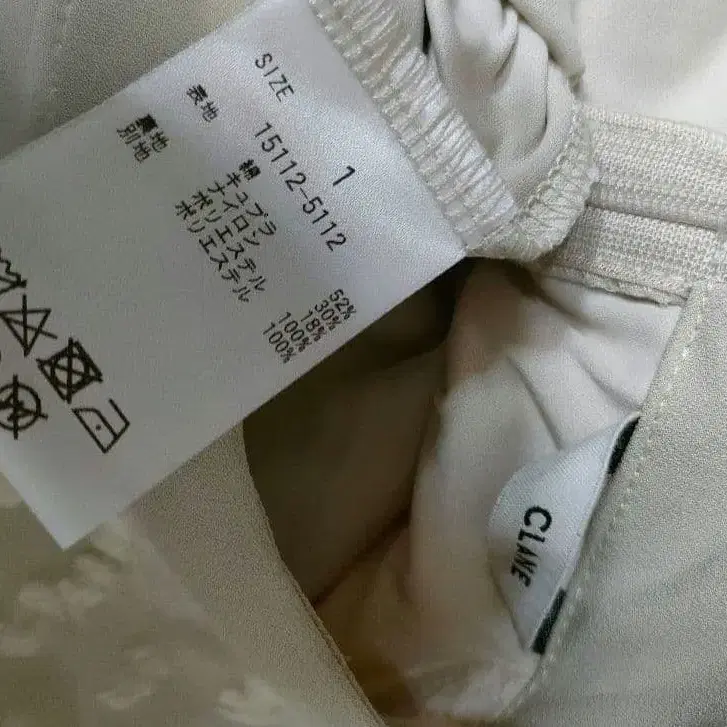 SIZE 1
15112-5112
表地 綿 52%
キュプラ 30%
ナイロン 18%
裏地 ポリエステル 100%
別地 ポリエステル 100%
CLANE